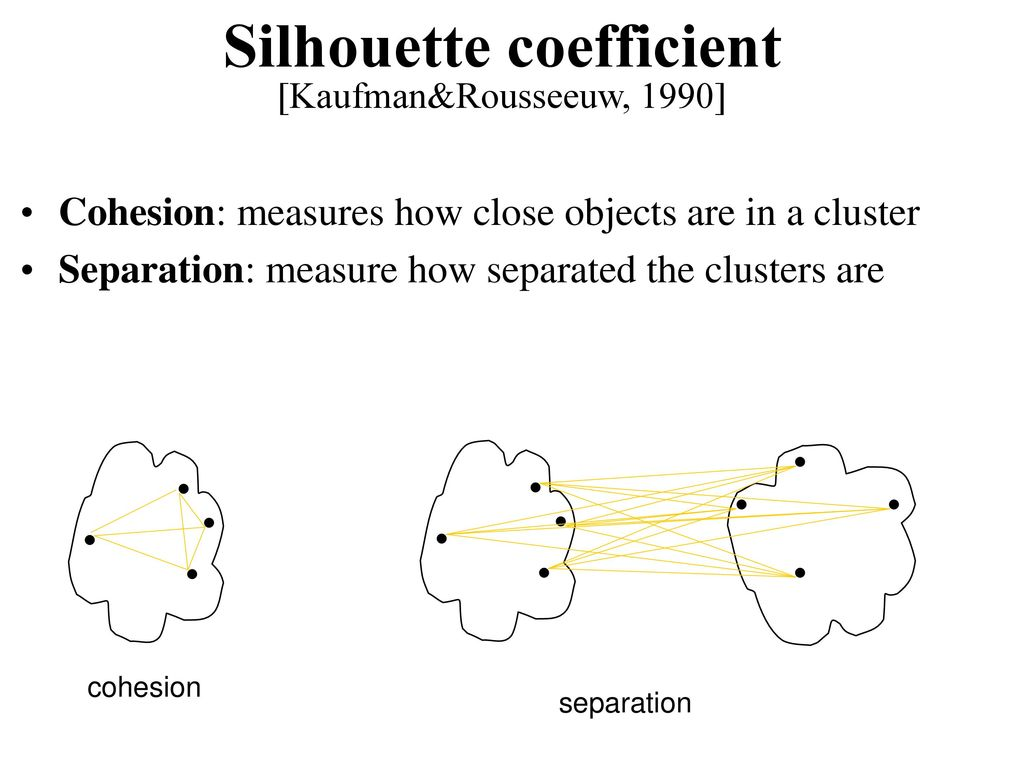 Silhouette coefficient
[Kaufman&Rousseeuw, 1990]
• Cohesion: measures how close objects are in a cluster
• Separation: measure how separated the clusters are
cohesion
separation